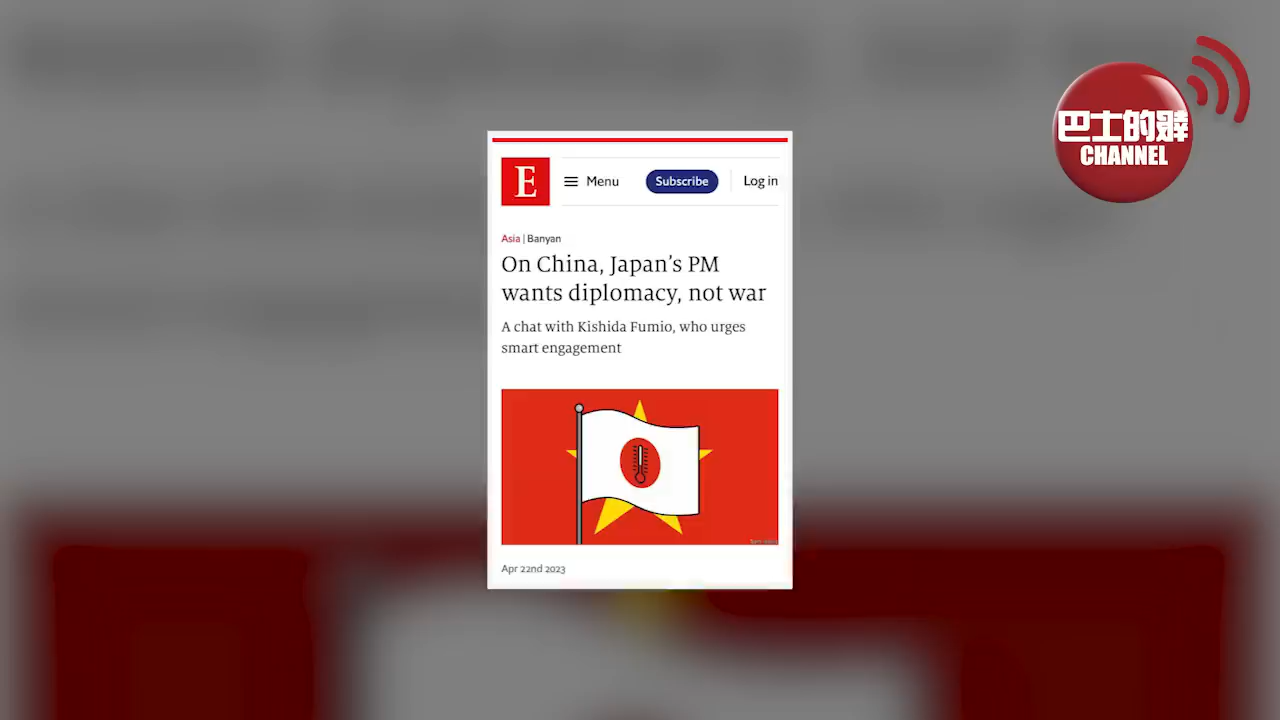 巴士的報
CHANNEL
E
Menu
Subscribe
Log in
Asia | Banyan
On China, Japan's PM
wants diplomacy, not war
A chat with Kishida Fumio, who urges
smart engagement
Apr 22nd 2023